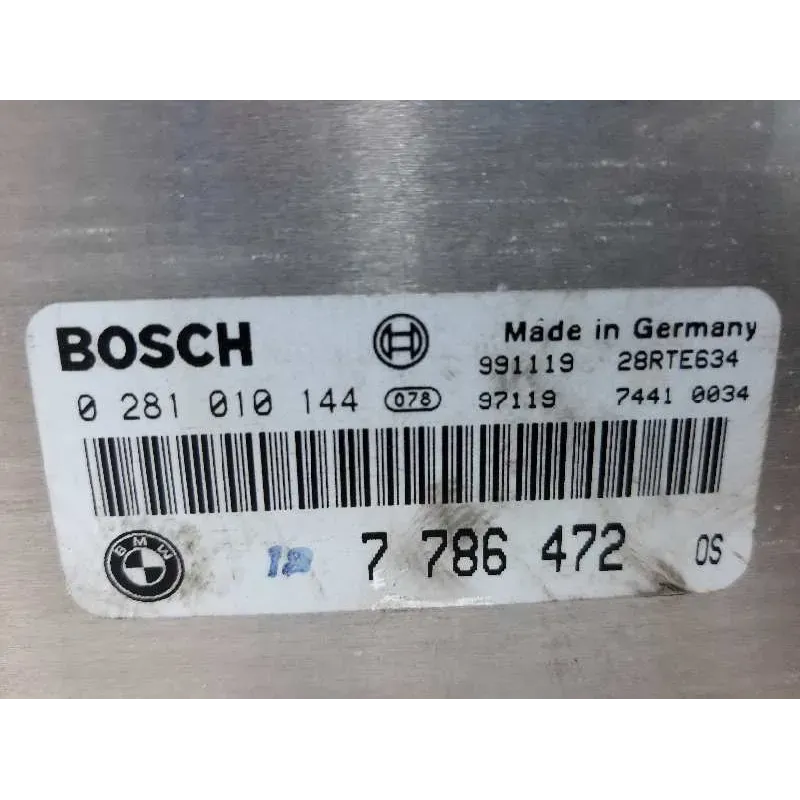 BOSCH Made in Germany
991119 28RTE634
0 281 010 144 078 97119 7441 0034
BMW 12 7 786 472 OS